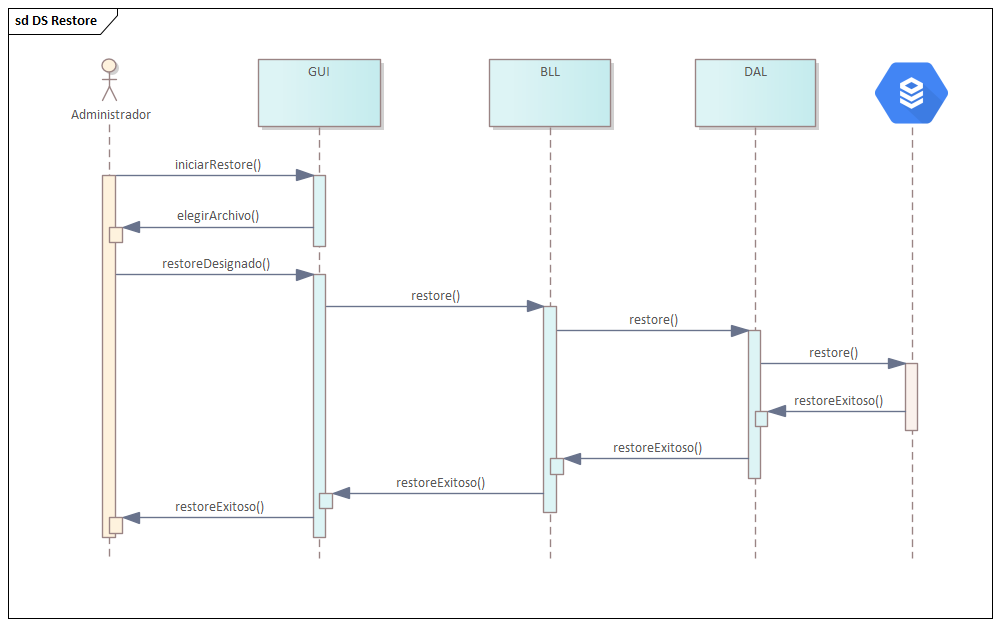 sd DS Restore
GUI
BLL
DAL
Administrador
iniciarRestore()
elegirArchivo()
restoreDesignado()
restore()
restore()
restore()
restoreExitoso()
restoreExitoso()
restoreExitoso()
restoreExitoso()